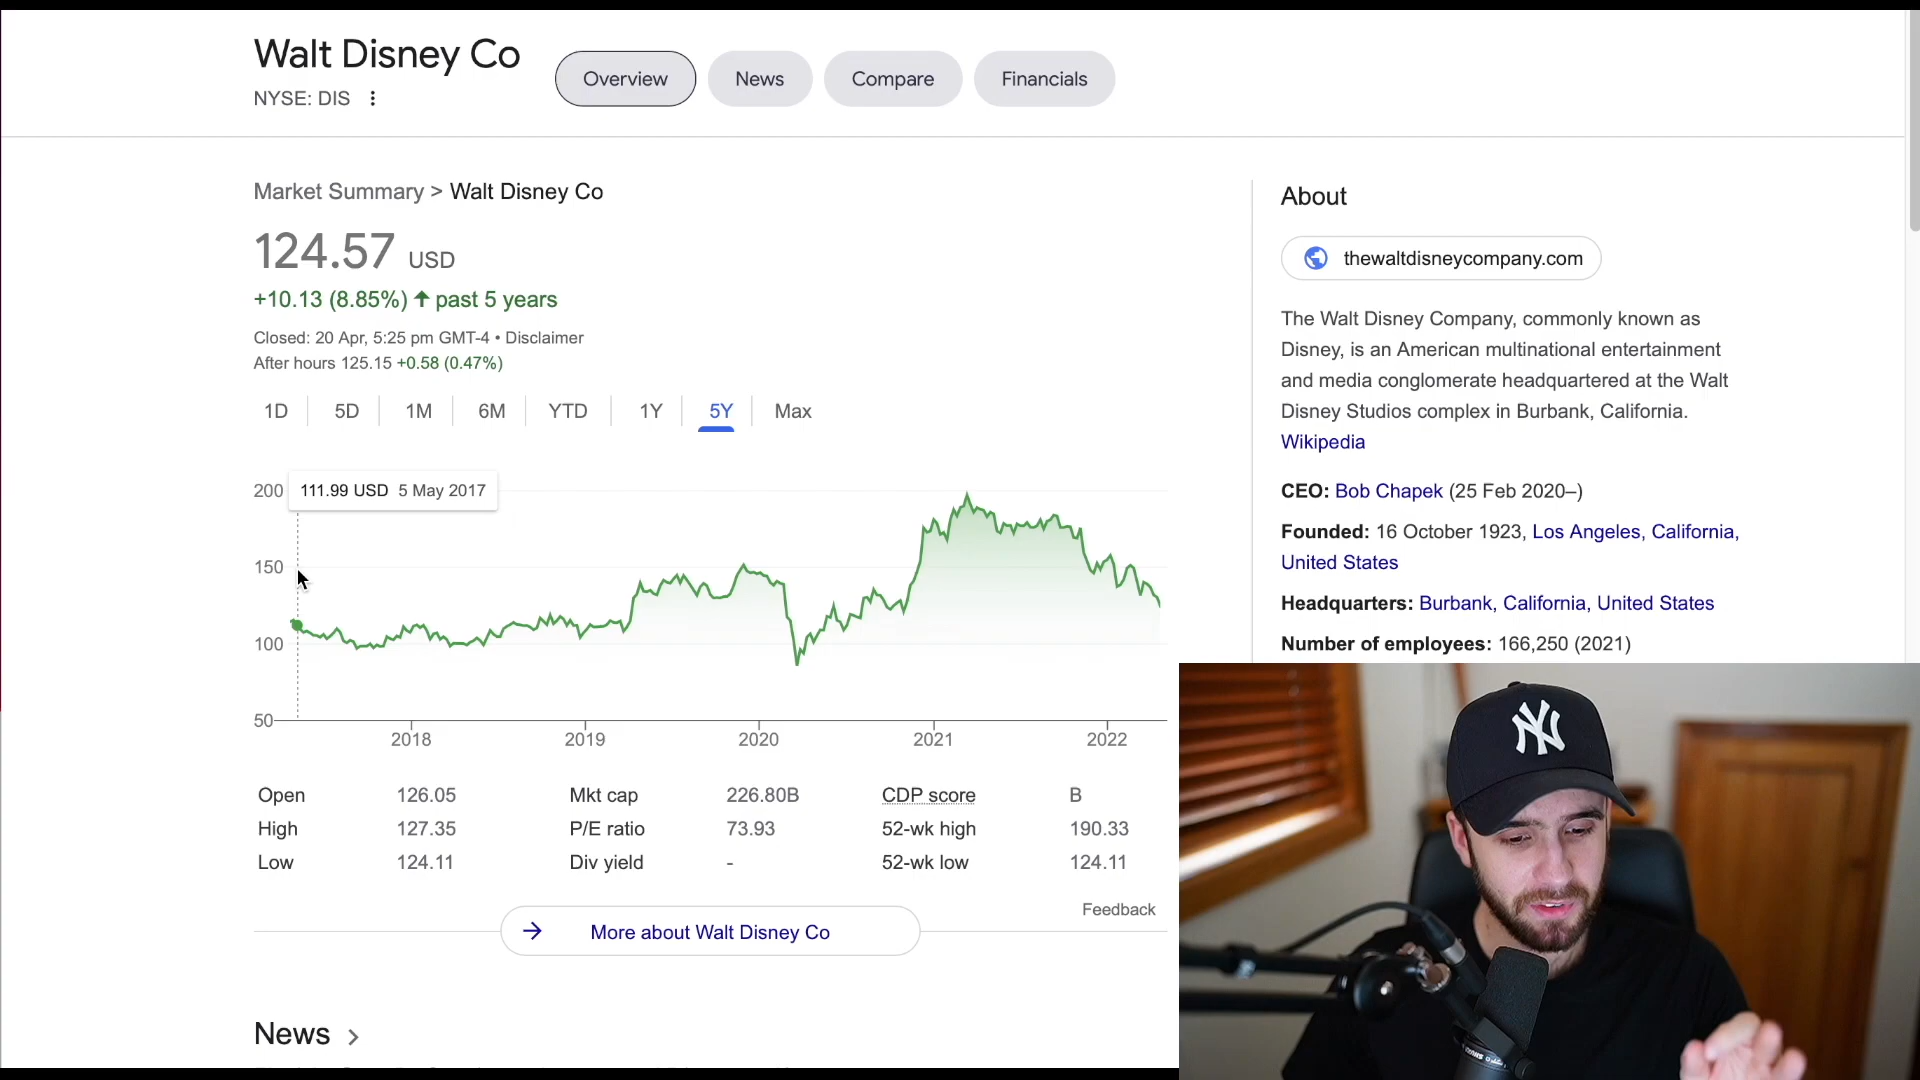 Walt Disney Co
NYSE: DIS
Overview
News
Compare
Financials
Market Summary > Walt Disney Co
124.57 USD
+10.13 (8.85%) ↑ past 5 years
Closed: 20 Apr, 5:25 pm GMT-4 • Disclaimer
After hours 125.15 +0.58 (0.47%)
1D 5D 1M 6M YTD 1Y 5Y Max
111.99 USD 5 May 2017
200
150
100
50
2018 2019 2020 2021 2022
Open 126.05 Mkt cap 226.80B CDP score B
High 127.35 P/E ratio 73.93 52-wk high 190.33
Low 124.11 Div yield - 52-wk low 124.11
Feedback
More about Walt Disney Co
News
About
thewaltdisneycompany.com
The Walt Disney Company, commonly known as
Disney, is an American multinational entertainment
and media conglomerate headquartered at the Walt
Disney Studios complex in Burbank, California.
Wikipedia
CEO: Bob Chapek (25 Feb 2020–)
Founded: 16 October 1923, Los Angeles, California,
United States
Headquarters: Burbank, California, United States
Number of employees: 166,250 (2021)
NY